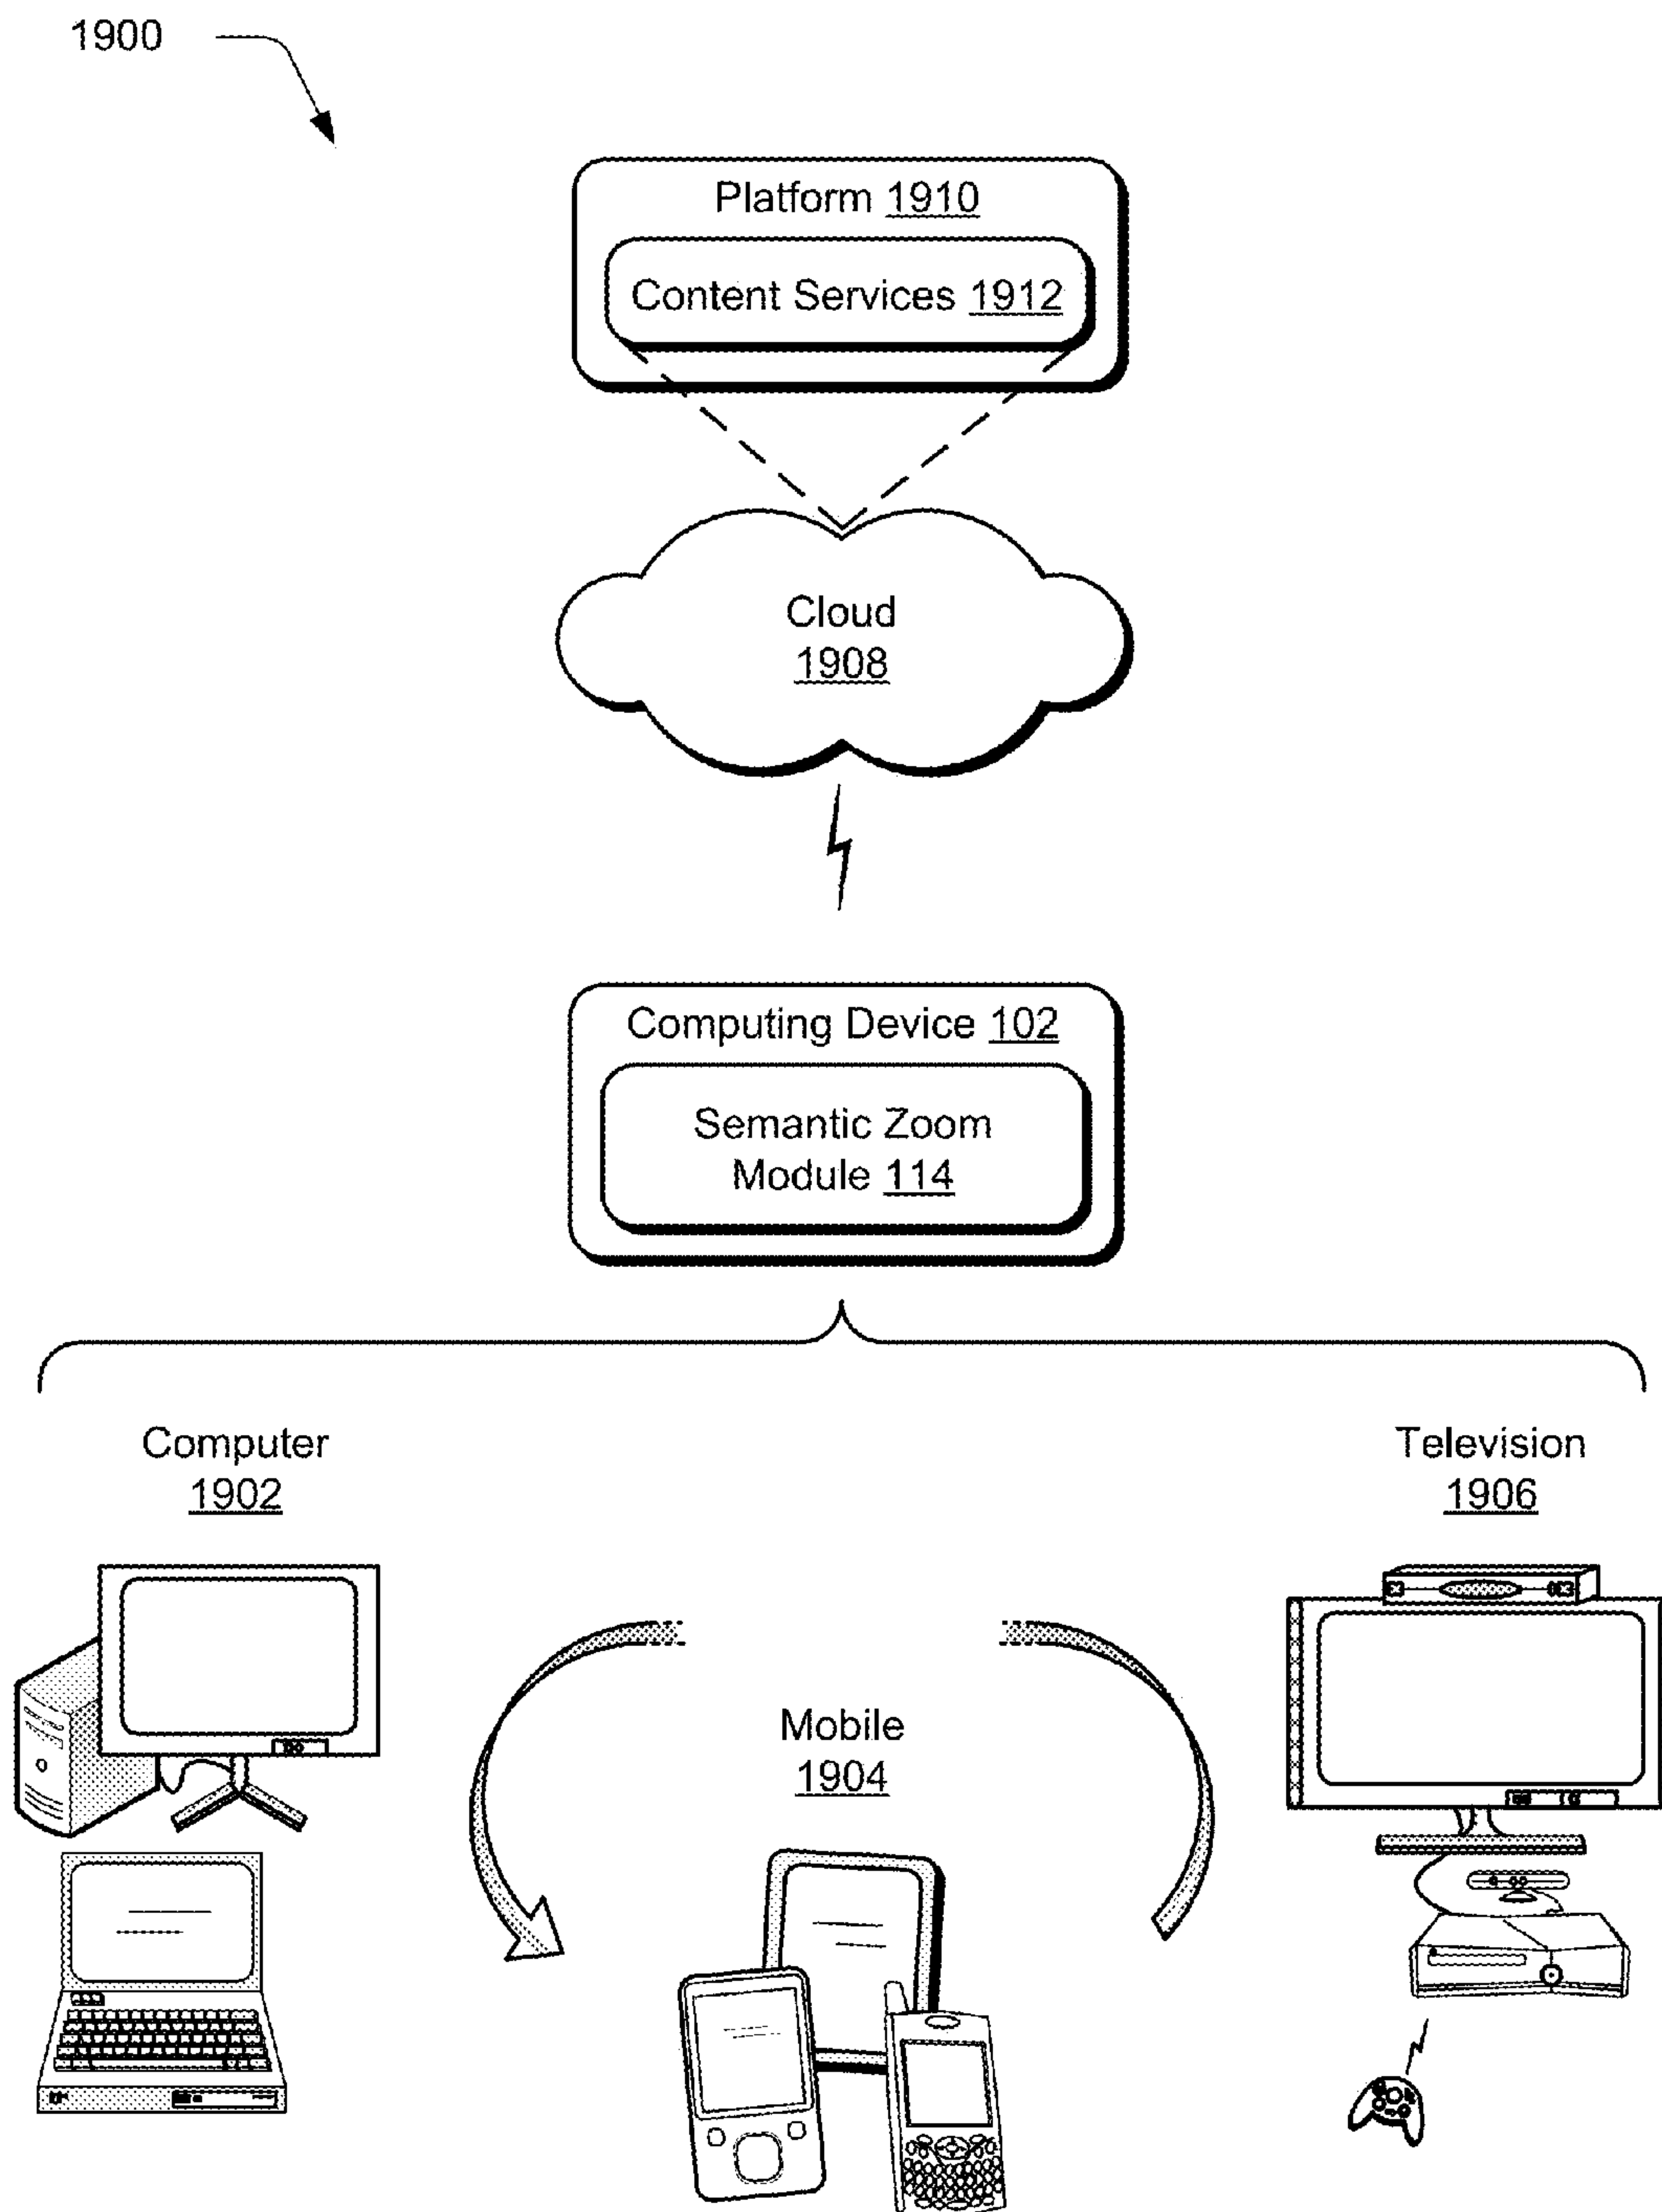 1900
Platform 1910
Content Services 1912
Cloud
1908
Computing Device 102
Semantic Zoom
Module 114
Computer
1902
Television
1906
Mobile
1904